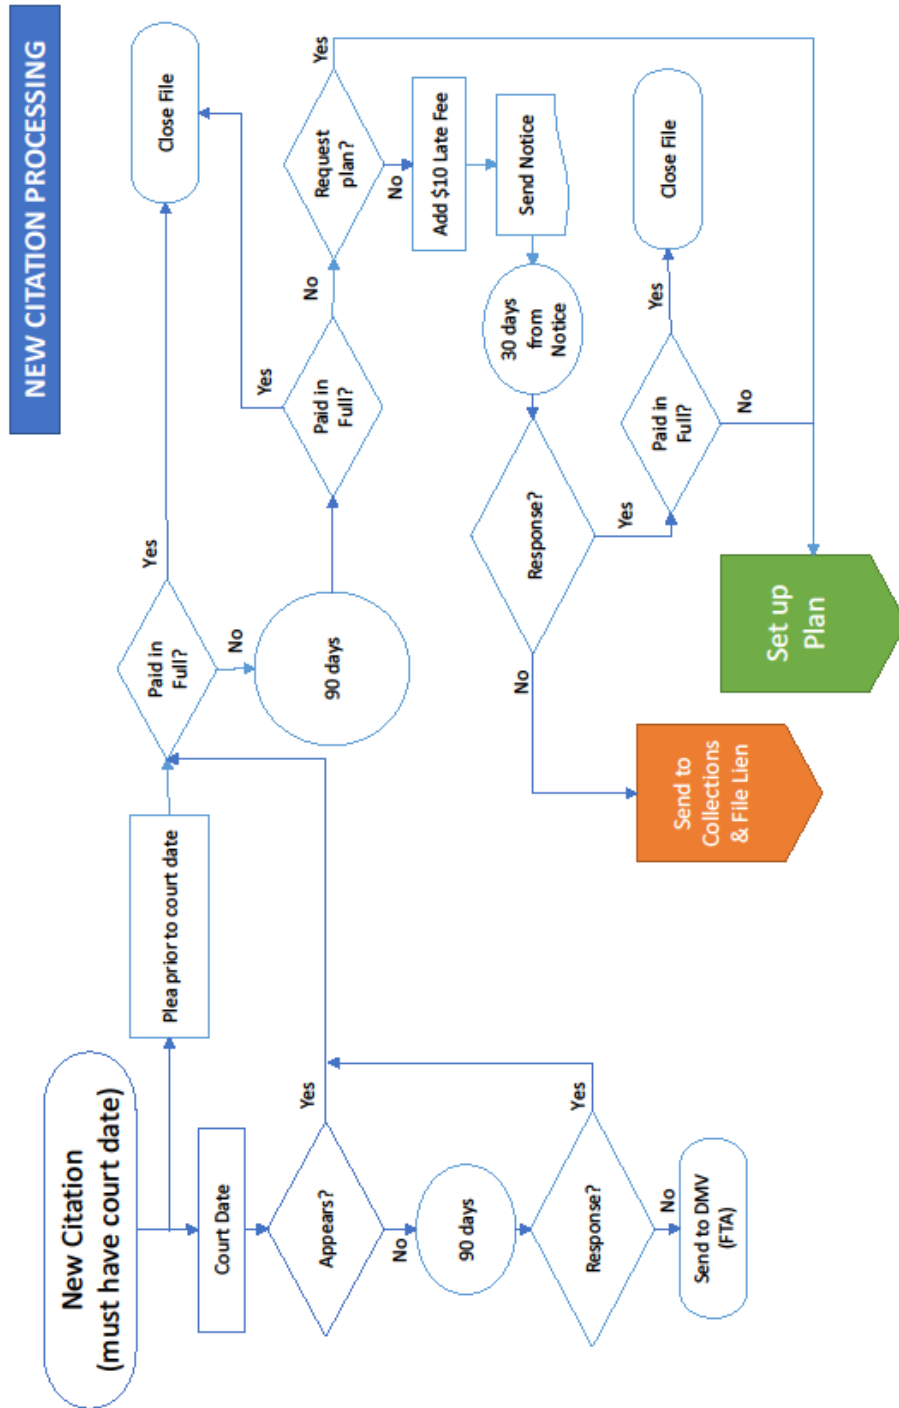 NEW CITATION PROCESSING
New Citation
(must have court date)
Plea prior to court date
Paid in
Full?
Yes
Close File
No
90 days
Court Date
Appears?
Yes
No
90 days
Response?
Yes
No
Send to DMV
(FTA)
Paid in
Full?
Yes
No
Request
plan?
Yes
No
Add $10 Late Fee
Send Notice
30 days
from
Notice
Response?
No
Yes
Paid in
Full?
Yes
Close File
No
Send to
Collections
& File Lien
Set up
Plan